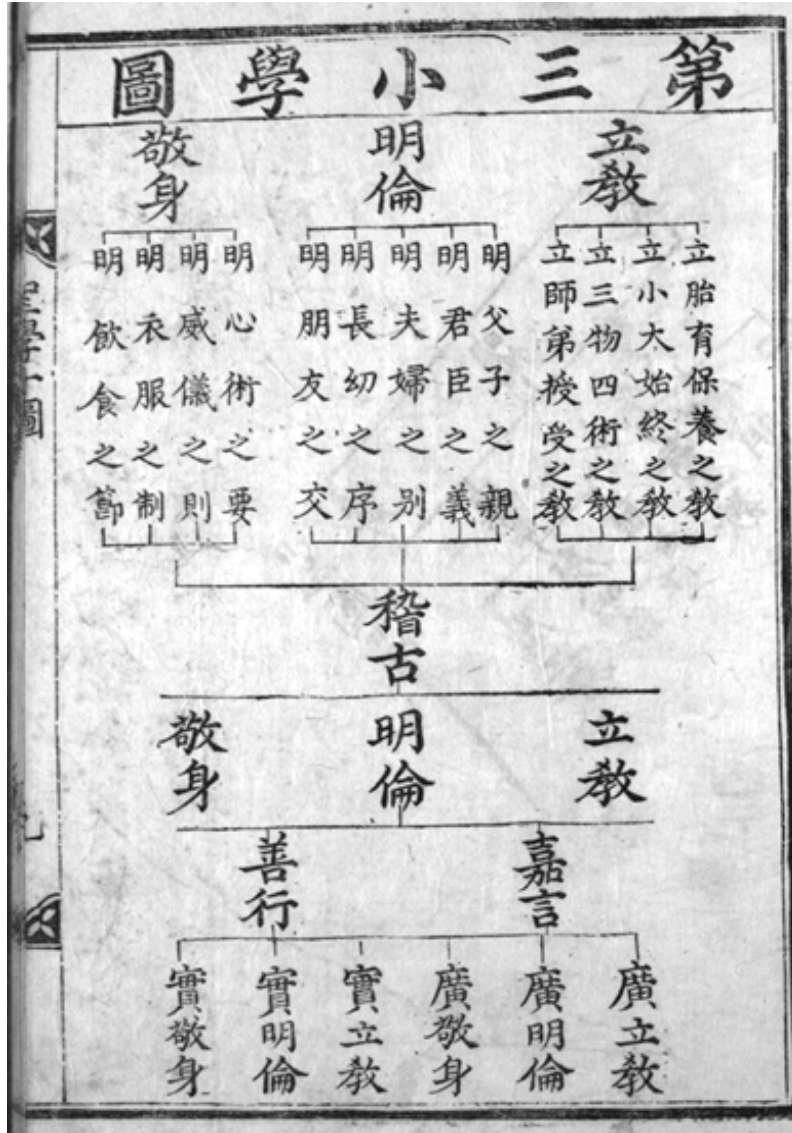 第三小學圖
立教
明倫
敬身
立胎育保養之教
立小大始終之教
立三物四術之教
立師弟授受之教
明父子之親
明君臣之義
明夫婦之別
明長幼之序
明朋友之交
明心術之要
明威儀之則
明衣服之制
明飲食之節
稽古
立教
明倫
敬身
嘉言
善行
廣立教
廣明倫
廣敬身
實立教
實明倫
實敬身